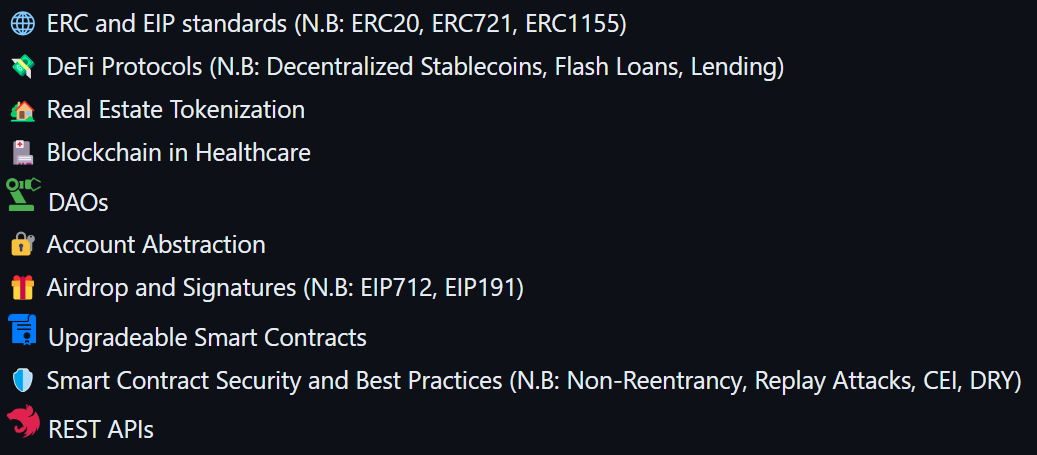 ERC and EIP standards (N.B: ERC20, ERC721, ERC1155)
DeFi Protocols (N.B: Decentralized Stablecoins, Flash Loans, Lending)
Real Estate Tokenization
Blockchain in Healthcare
DAOs
Account Abstraction
Airdrop and Signatures (N.B: EIP712, EIP191)
Upgradeable Smart Contracts
Smart Contract Security and Best Practices (N.B: Non-Reentrancy, Replay Attacks, CEI, DRY)
REST APIs